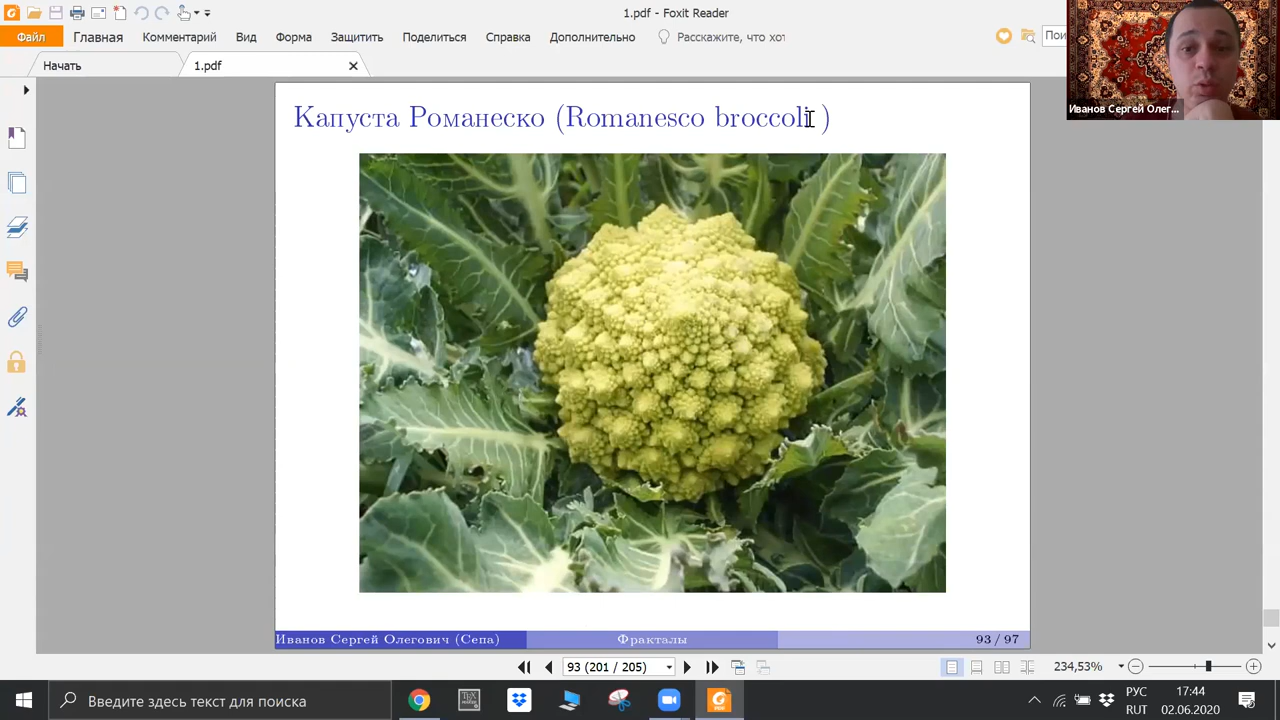 1.pdf - Foxit Reader
Файл Главная Комментарий Вид Форма Защитить Поделиться Справка Дополнительно Расскажите, что хот
Пои
Начать 1.pdf
Иванов Сергей Олег...
Капуста Романеско (Romanesco broccoli )
Иванов Сергей Олегович (Сепа) Фракталы 93 / 97
93 (201 / 205) 234,53%
Введите здесь текст для поиска
РУС 17:44
RUT 02.06.2020